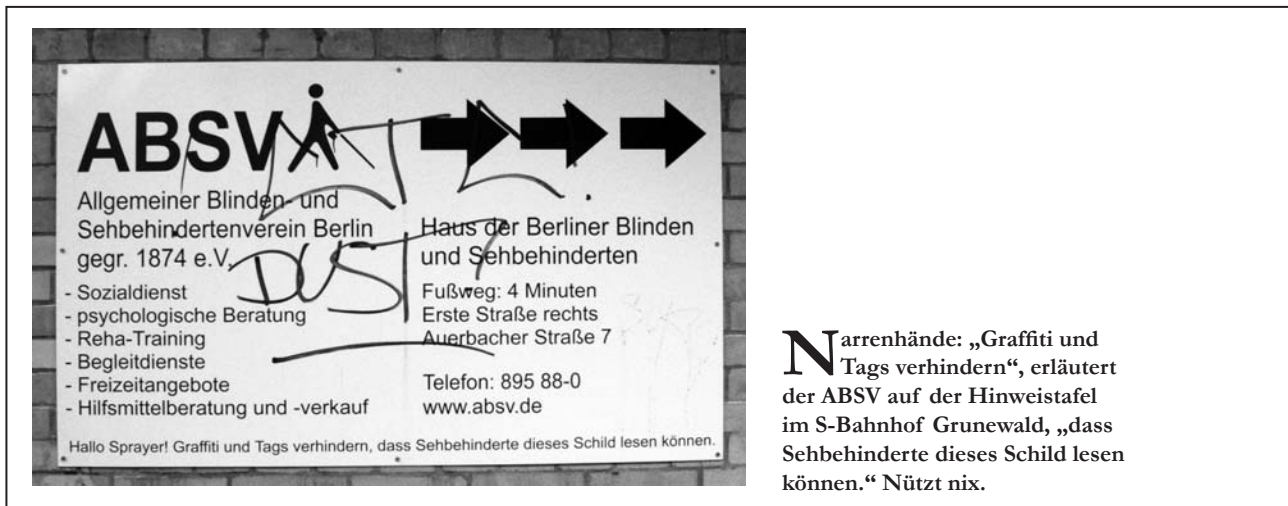 ABSV
Allgemeiner Blinden- und
Sehbehindertenverein Berlin
gegr. 1874 e.V.
- Sozialdienst
- psychologische Beratung
- Reha-Training
- Begleitdienste
- Freizeitangebote
- Hilfsmittelberatung und -verkauf
Haus der Berliner Blinden
und Sehbehinderten
Fußweg: 4 Minuten
Erste Straße rechts
Auerbacher Straße 7
Telefon: 895 88-0
www.absv.de
Hallo Sprayer! Graffiti und Tags verhindern, dass Sehbehinderte dieses Schild lesen können.
Narrenhände: „Graffiti und
Tags verhindern“, erläutert
der ABSV auf der Hinweistafel
im S-Bahnhof Grunewald, „dass
Sehbehinderte dieses Schild lesen
können.“ Nützt nix.